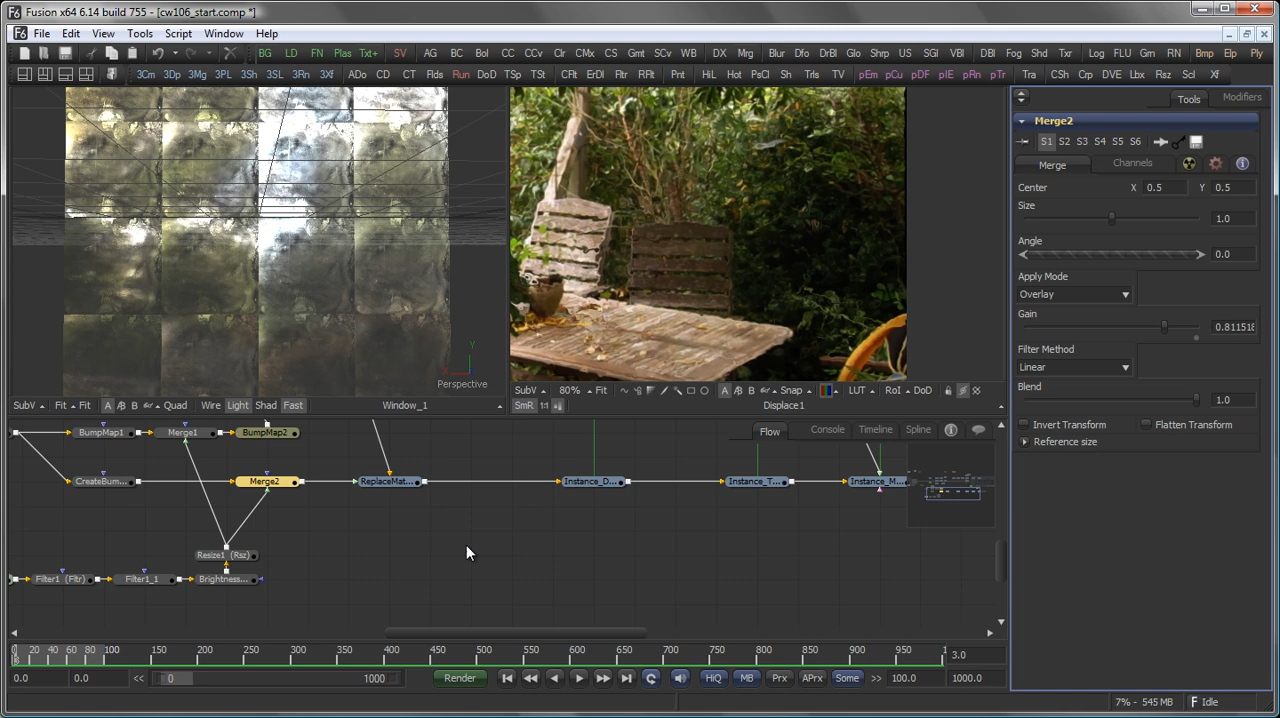 Fusion x64 6.14 build 755 - [cw106_start.comp *]
File Edit View Tools Script Window Help
BG LD FN Plas Txt+ SV AG BC Bol CC CCv Clr CMx CS Gmt SCv WB DX Mrg Blur Dfo DrBl Glo Shrp US SGl VBl DBl Fog Shd Txr Log FLU Grn RN Bmp Elp Ply
3Cm 3Dp 3Mg 3PL 3Sh 3SL 3Rn 3Xf ADo CD CT Flds Run DoD TSp TSt CFlt ErDl Fltr RFlt Pnt HiL Hot PsCl Sh Trls TV pEm pCu pDF pIE pRn pTr Tra CSh Crp DVE Lbx Rsz Scl Xf
Perspective
SubV Fit Fit A B Quad Wire Light Shad Fast Window_1
SubV 80% Fit A B Snap LUT RoI DoD
SmR 1:1 Displace1
Flow Console Timeline Spline
BumpMap1 Merge1 BumpMap2
CreateBum... Merge2 ReplaceMat... Instance_D... Instance_T... Instance_M...
Resize1 (Rsz)
Filter1 (Fltr) Filter1_1 Brightness...
Tools Modifiers
Merge2
S1 S2 S3 S4 S5 S6
Merge Channels
Center X 0.5 Y 0.5
Size
1.0
Angle
0.0
Apply Mode
Overlay
Gain
0.811518
Filter Method
Linear
Blend
1.0
Invert Transform Flatten Transform
Reference size
0 20 40 60 80 100 150 200 250 300 350 400 450 500 550 600 650 700 750 800 850 900 950 1 3.0
0.0 0.0 << 0 1000 Render HiQ MB Prx APrx Some >> 100.0 1000.0
7% - 545 MB Idle